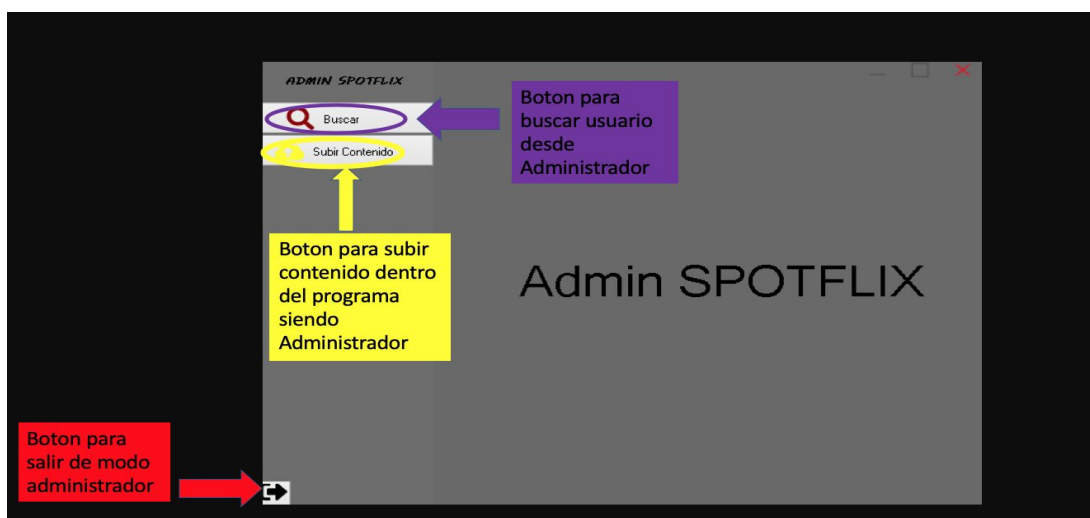 ADMIN SPOTFLIX
Buscar
Subir Contenido
Boton para
buscar usuario
desde
Administrador
Boton para subir
contenido dentro
del programa
siendo
Administrador
Admin SPOTFLIX
Boton para
salir de modo
administrador